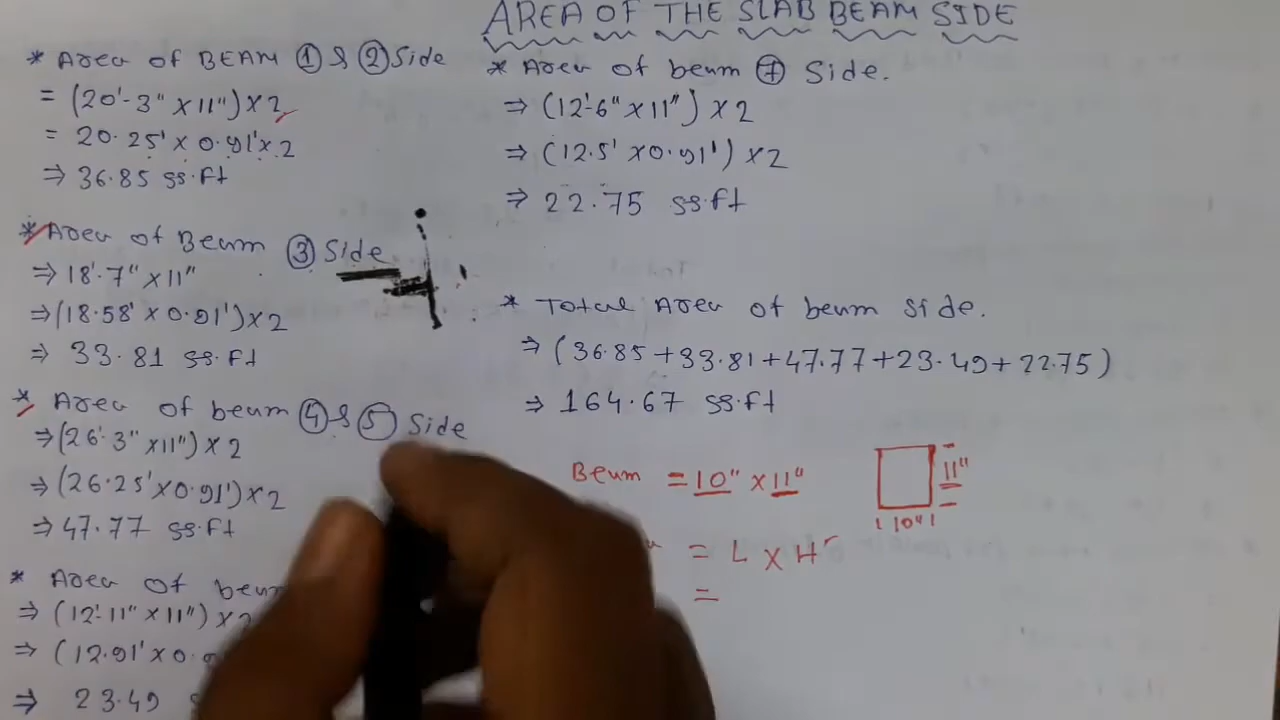 AREA OF THE SLAB BEAM SIDE
* Area of BEAM ① & ② Side
= (20'-3" x 11") x 2
= 20.25' x 0.91' x 2
⇒ 36.85 sq.ft
* Area of Beam ③ Side
⇒ 18'.7" x 11"
⇒ (18.58' x 0.91') x 2
⇒ 33.81 sq.ft
* Area of beam ④ & ⑤ Side
⇒ (26'.3" x 11") x 2
⇒ (26.25' x 0.91') x 2
⇒ 47.77 sq.ft
* Area of
⇒ (12'-11" x 11") x 2
⇒ (12.91' x
⇒ 23.49
* Area of beam ⑦ Side.
⇒ (12'-6" x 11") x 2
⇒ (12.5' x 0.91') x 2
⇒ 22.75 sq.ft
* Total Area of beam side.
⇒ (36.85 + 33.81 + 47.77 + 23.49 + 22.75)
⇒ 164.67 sq.ft
Beam = 10" x 11"
11"
10"
= L x H
=